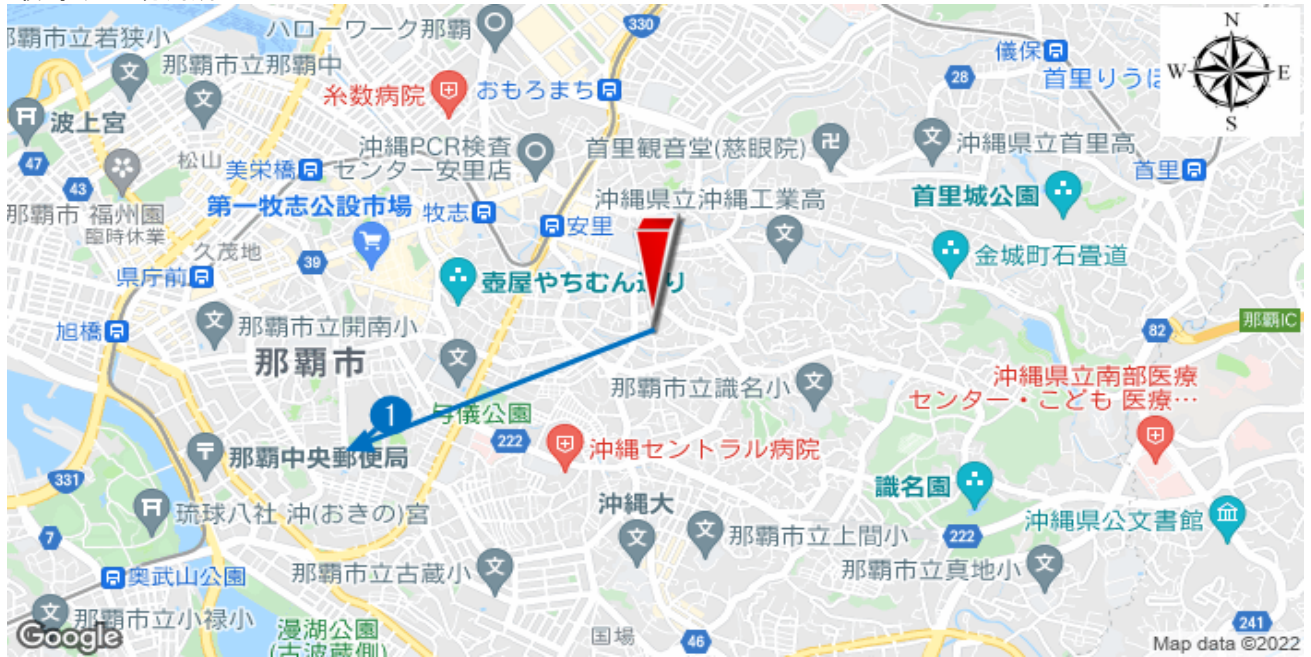 ハローワーク那覇
330
N
W
E
S
那覇市立若狭小
那覇市立那覇中
儀保
28
首里りうぼ
糸数病院
おもろまち
波上宮
沖縄PCR検査
センター安里店
首里観音堂(慈眼院)
沖縄県立首里高
47
松山
美栄橋
首里
43
沖縄県立沖縄工業高
首里城公園
那覇市 福州園
臨時休業
第一牧志公設市場
牧志
安里
久茂地
39
金城町石畳道
県庁前
壺屋やちむん通り
那覇IC
旭橋
那覇市立開南小
82
那覇市
那覇市立識名小
沖縄県立南部医療
センター・こども 医療…
1
与儀公園
222
那覇中央郵便局
沖縄セントラル病院
331
識名園
琉球八社 沖(おきの)宮
沖縄大
沖縄県公文書館
7
那覇市立上間小
222
奥武山公園
那覇市立古蔵小
那覇市立真地小
那覇市立小禄小
漫湖公園
(古波蔵側)
国場
46
241
Google
Map data ©2022